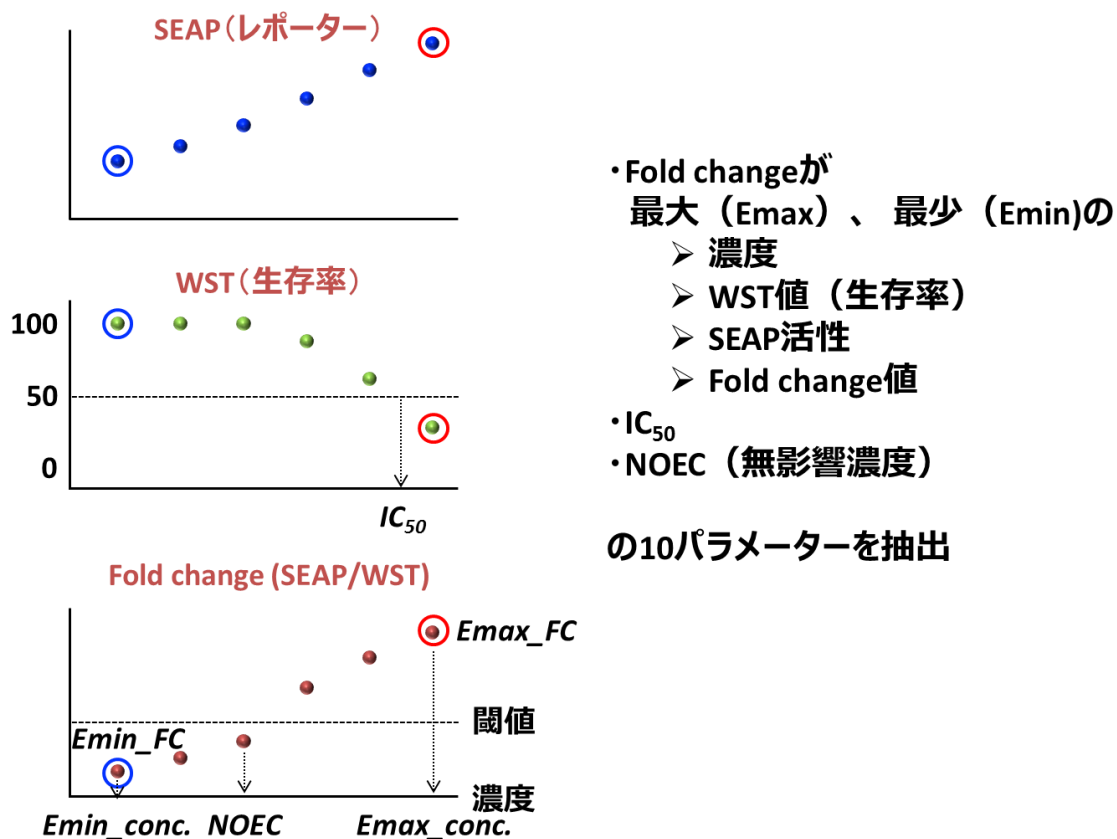 SEAP（レポーター）
WST（生存率）
100
50
0
IC50
Fold change (SEAP/WST)
Emax_FC
閾値
Emin_FC
濃度
Emin_conc. NOEC Emax_conc.
・Fold changeが
最大（Emax）、最少（Emin)の
➢ 濃度
➢ WST値（生存率）
➢ SEAP活性
➢ Fold change値
・IC50
・NOEC（無影響濃度）
の10パラメーターを抽出